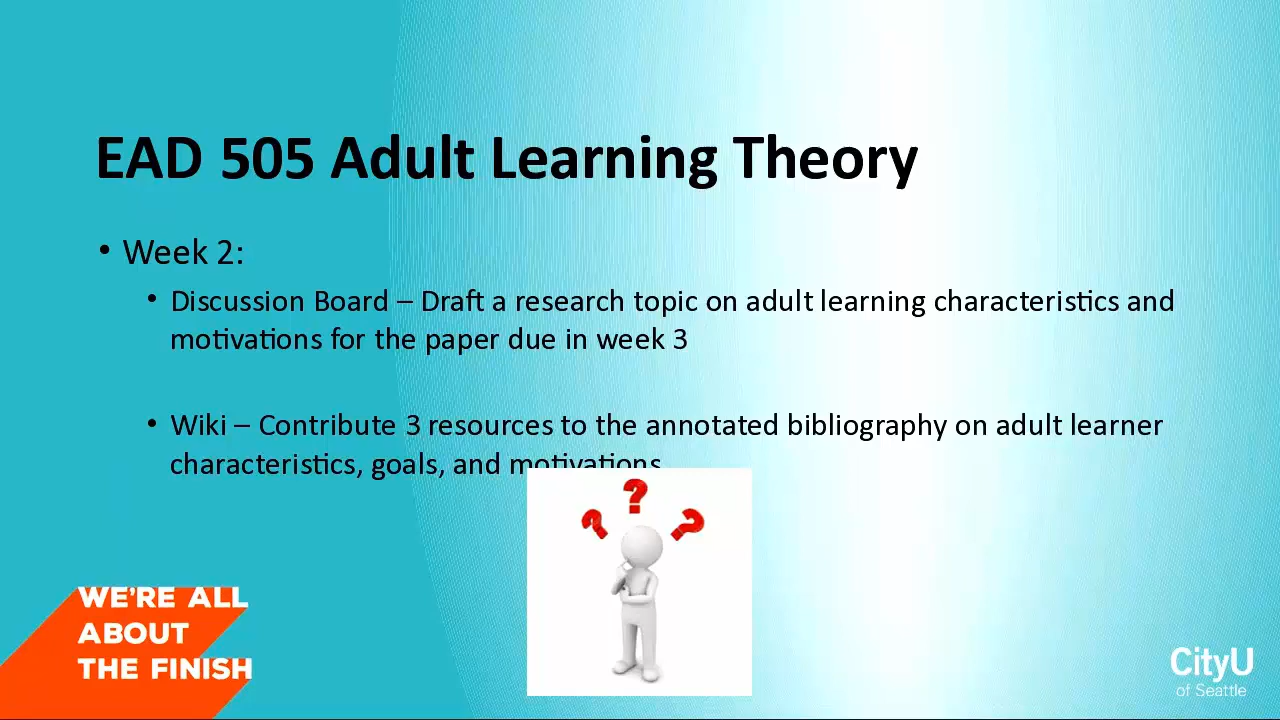 EAD 505 Adult Learning Theory
• Week 2:
• Discussion Board – Draft a research topic on adult learning characteristics and
motivations for the paper due in week 3
• Wiki – Contribute 3 resources to the annotated bibliography on adult learner
characteristics, goals, and motivations
? ? ?
WE'RE ALL
ABOUT
THE FINISH
CityU
of Seattle